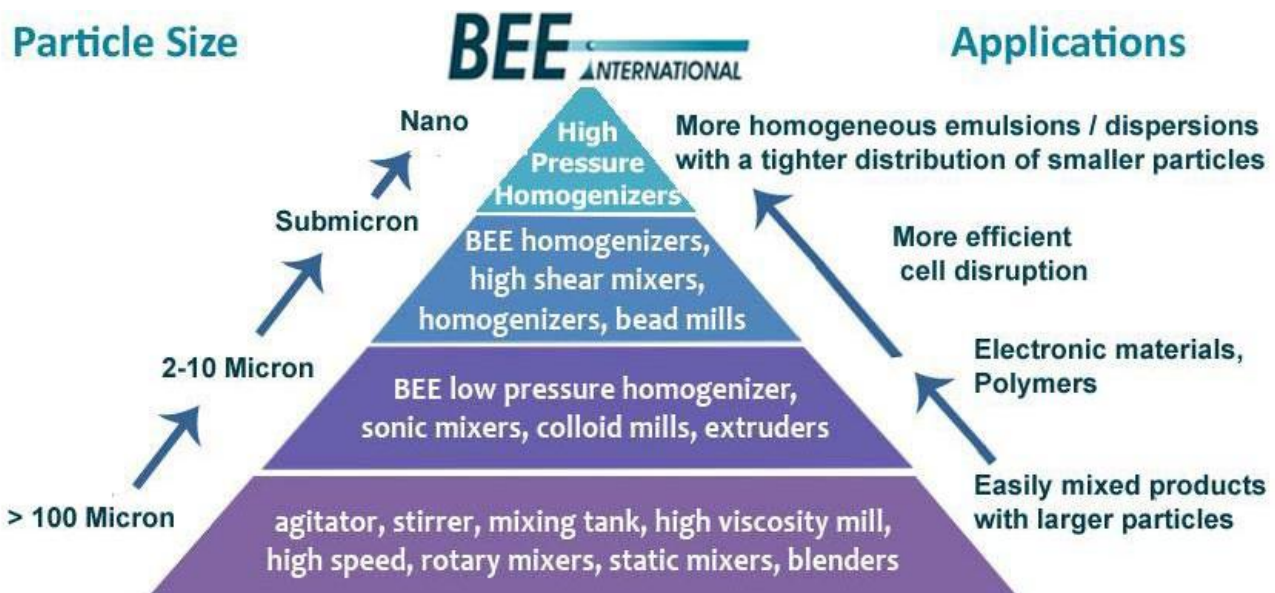 Particle Size
BEE INTERNATIONAL
Applications
Nano
Submicron
2-10 Micron
> 100 Micron
High
Pressure
Homogenizers
BEE homogenizers,
high shear mixers,
homogenizers, bead mills
BEE low pressure homogenizer,
sonic mixers, colloid mills, extruders
agitator, stirrer, mixing tank, high viscosity mill,
high speed, rotary mixers, static mixers, blenders
More homogeneous emulsions / dispersions
with a tighter distribution of smaller particles
More efficient
cell disruption
Electronic materials,
Polymers
Easily mixed products
with larger particles